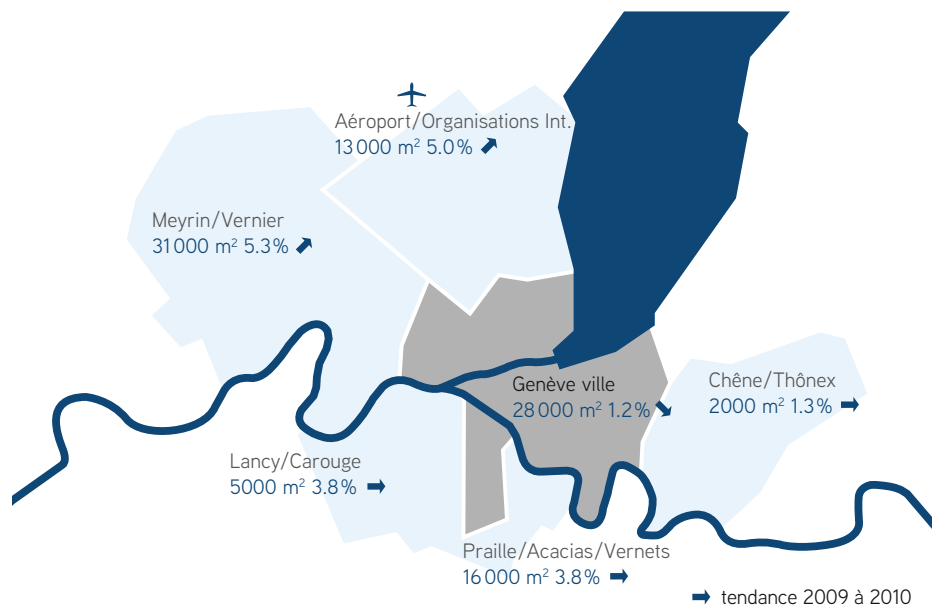 Aéroport/Organisations Int.
13 000 m² 5.0%
Meyrin/Vernier
31 000 m² 5.3%
Genève ville
28 000 m² 1.2%
Chêne/Thônex
2000 m² 1.3%
Lancy/Carouge
5000 m² 3.8%
Praille/Acacias/Vernets
16 000 m² 3.8%
tendance 2009 à 2010